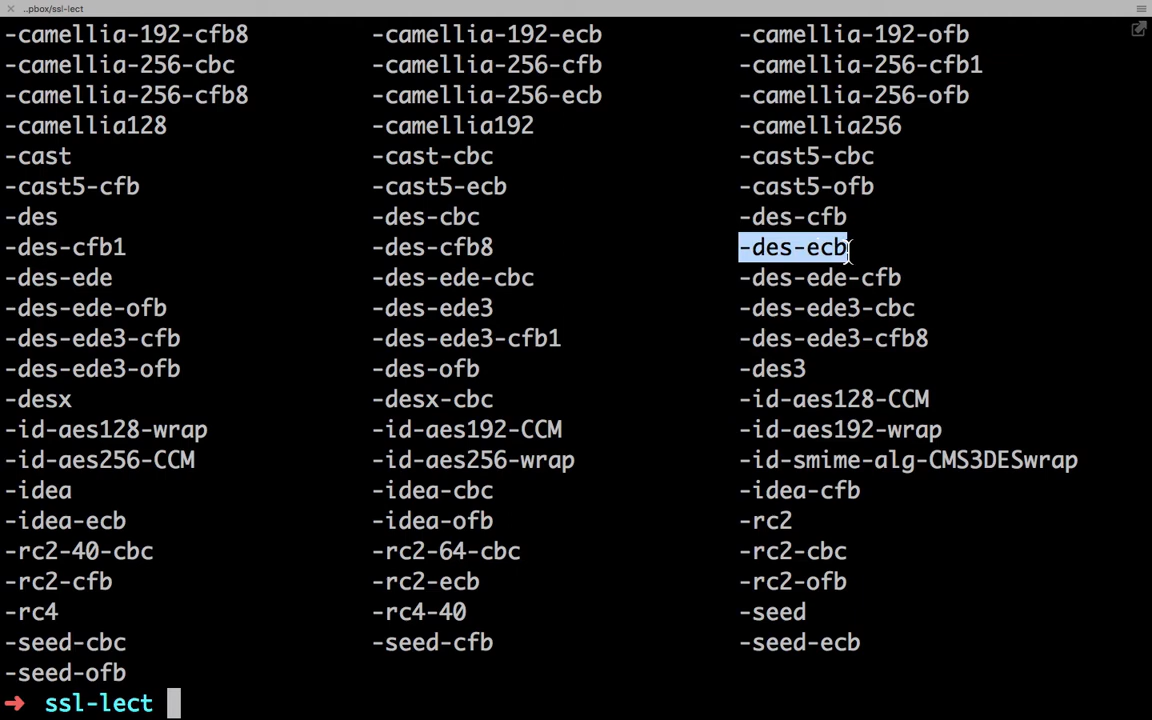 ..pbox/ssl-lect
-camellia-192-cfb8 -camellia-192-ecb -camellia-192-ofb
-camellia-256-cbc -camellia-256-cfb -camellia-256-cfb1
-camellia-256-cfb8 -camellia-256-ecb -camellia-256-ofb
-camellia128 -camellia192 -camellia256
-cast -cast-cbc -cast5-cbc
-cast5-cfb -cast5-ecb -cast5-ofb
-des -des-cbc -des-cfb
-des-cfb1 -des-cfb8 -des-ecb
-des-ede -des-ede-cbc -des-ede-cfb
-des-ede-ofb -des-ede3 -des-ede3-cbc
-des-ede3-cfb -des-ede3-cfb1 -des-ede3-cfb8
-des-ede3-ofb -des-ofb -des3
-desx -desx-cbc -id-aes128-CCM
-id-aes128-wrap -id-aes192-CCM -id-aes192-wrap
-id-aes256-CCM -id-aes256-wrap -id-smime-alg-CMS3DESwrap
-idea -idea-cbc -idea-cfb
-idea-ecb -idea-ofb -rc2
-rc2-40-cbc -rc2-64-cbc -rc2-cbc
-rc2-cfb -rc2-ecb -rc2-ofb
-rc4 -rc4-40 -seed
-seed-cbc -seed-cfb -seed-ecb
-seed-ofb
➜ ssl-lect